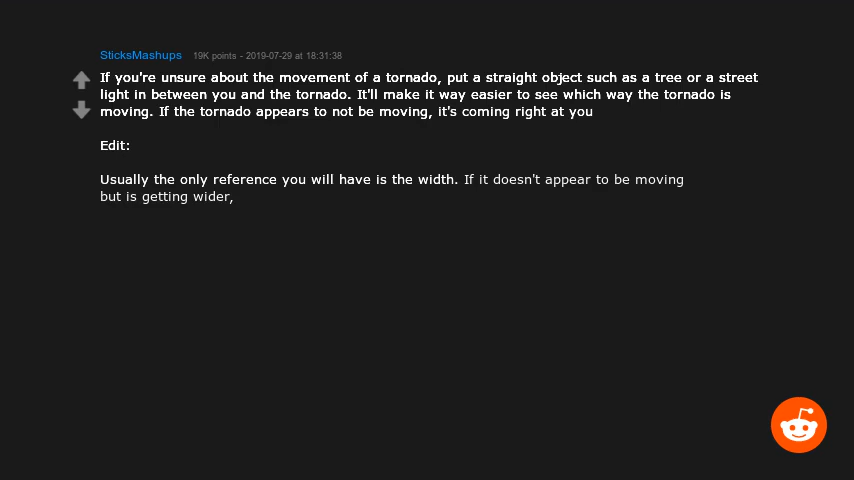 SticksMashups 19K points - 2019-07-29 at 18:31:38
If you're unsure about the movement of a tornado, put a straight object such as a tree or a street
light in between you and the tornado. It'll make it way easier to see which way the tornado is
moving. If the tornado appears to not be moving, it's coming right at you
Edit:
Usually the only reference you will have is the width. If it doesn't appear to be moving
but is getting wider,